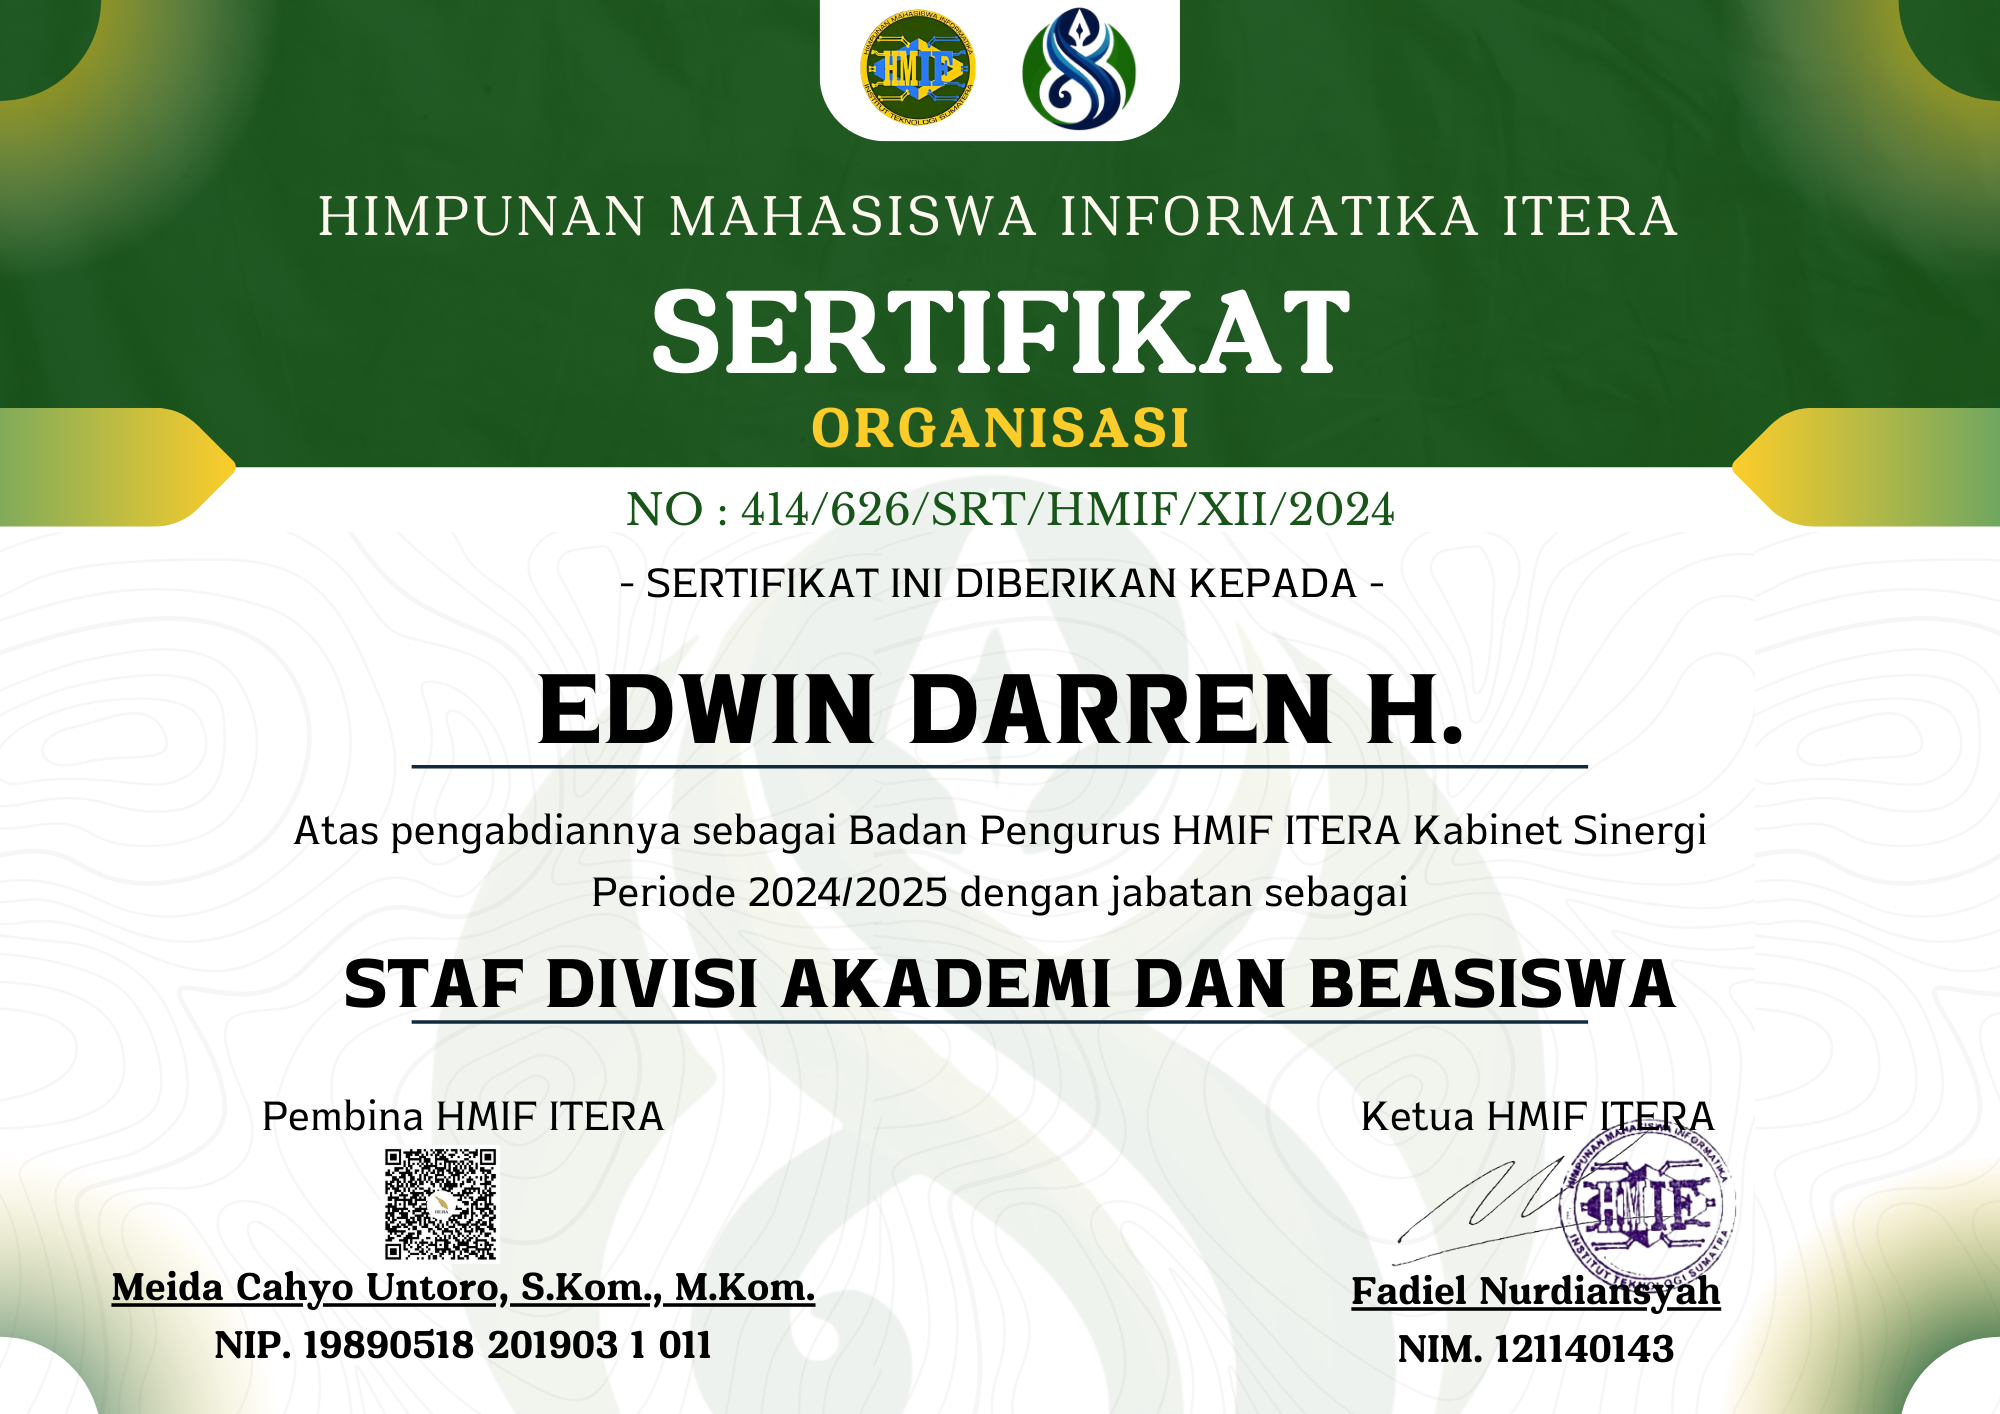 HIMPUNAN MAHASISWA INFORMATIKA
HMIF
INSTITUT TEKNOLOGI SUMATERA
HIMPUNAN MAHASISWA INFORMATIKA ITERA
SERTIFIKAT
ORGANISASI
NO : 414/626/SRT/HMIF/XII/2024
- SERTIFIKAT INI DIBERIKAN KEPADA -
EDWIN DARREN H.
Atas pengabdiannya sebagai Badan Pengurus HMIF ITERA Kabinet Sinergi
Periode 2024/2025 dengan jabatan sebagai
STAF DIVISI AKADEMI DAN BEASISWA
Pembina HMIF ITERA
Meida Cahyo Untoro, S.Kom., M.Kom.
NIP. 19890518 201903 1 011
Ketua HMIF ITERA
HIMPUNAN MAHASISWA INFORMATIKA
HMIF
INSTITUT TEKNOLOGI SUMATRA
Fadiel Nurdiansyah
NIM. 121140143